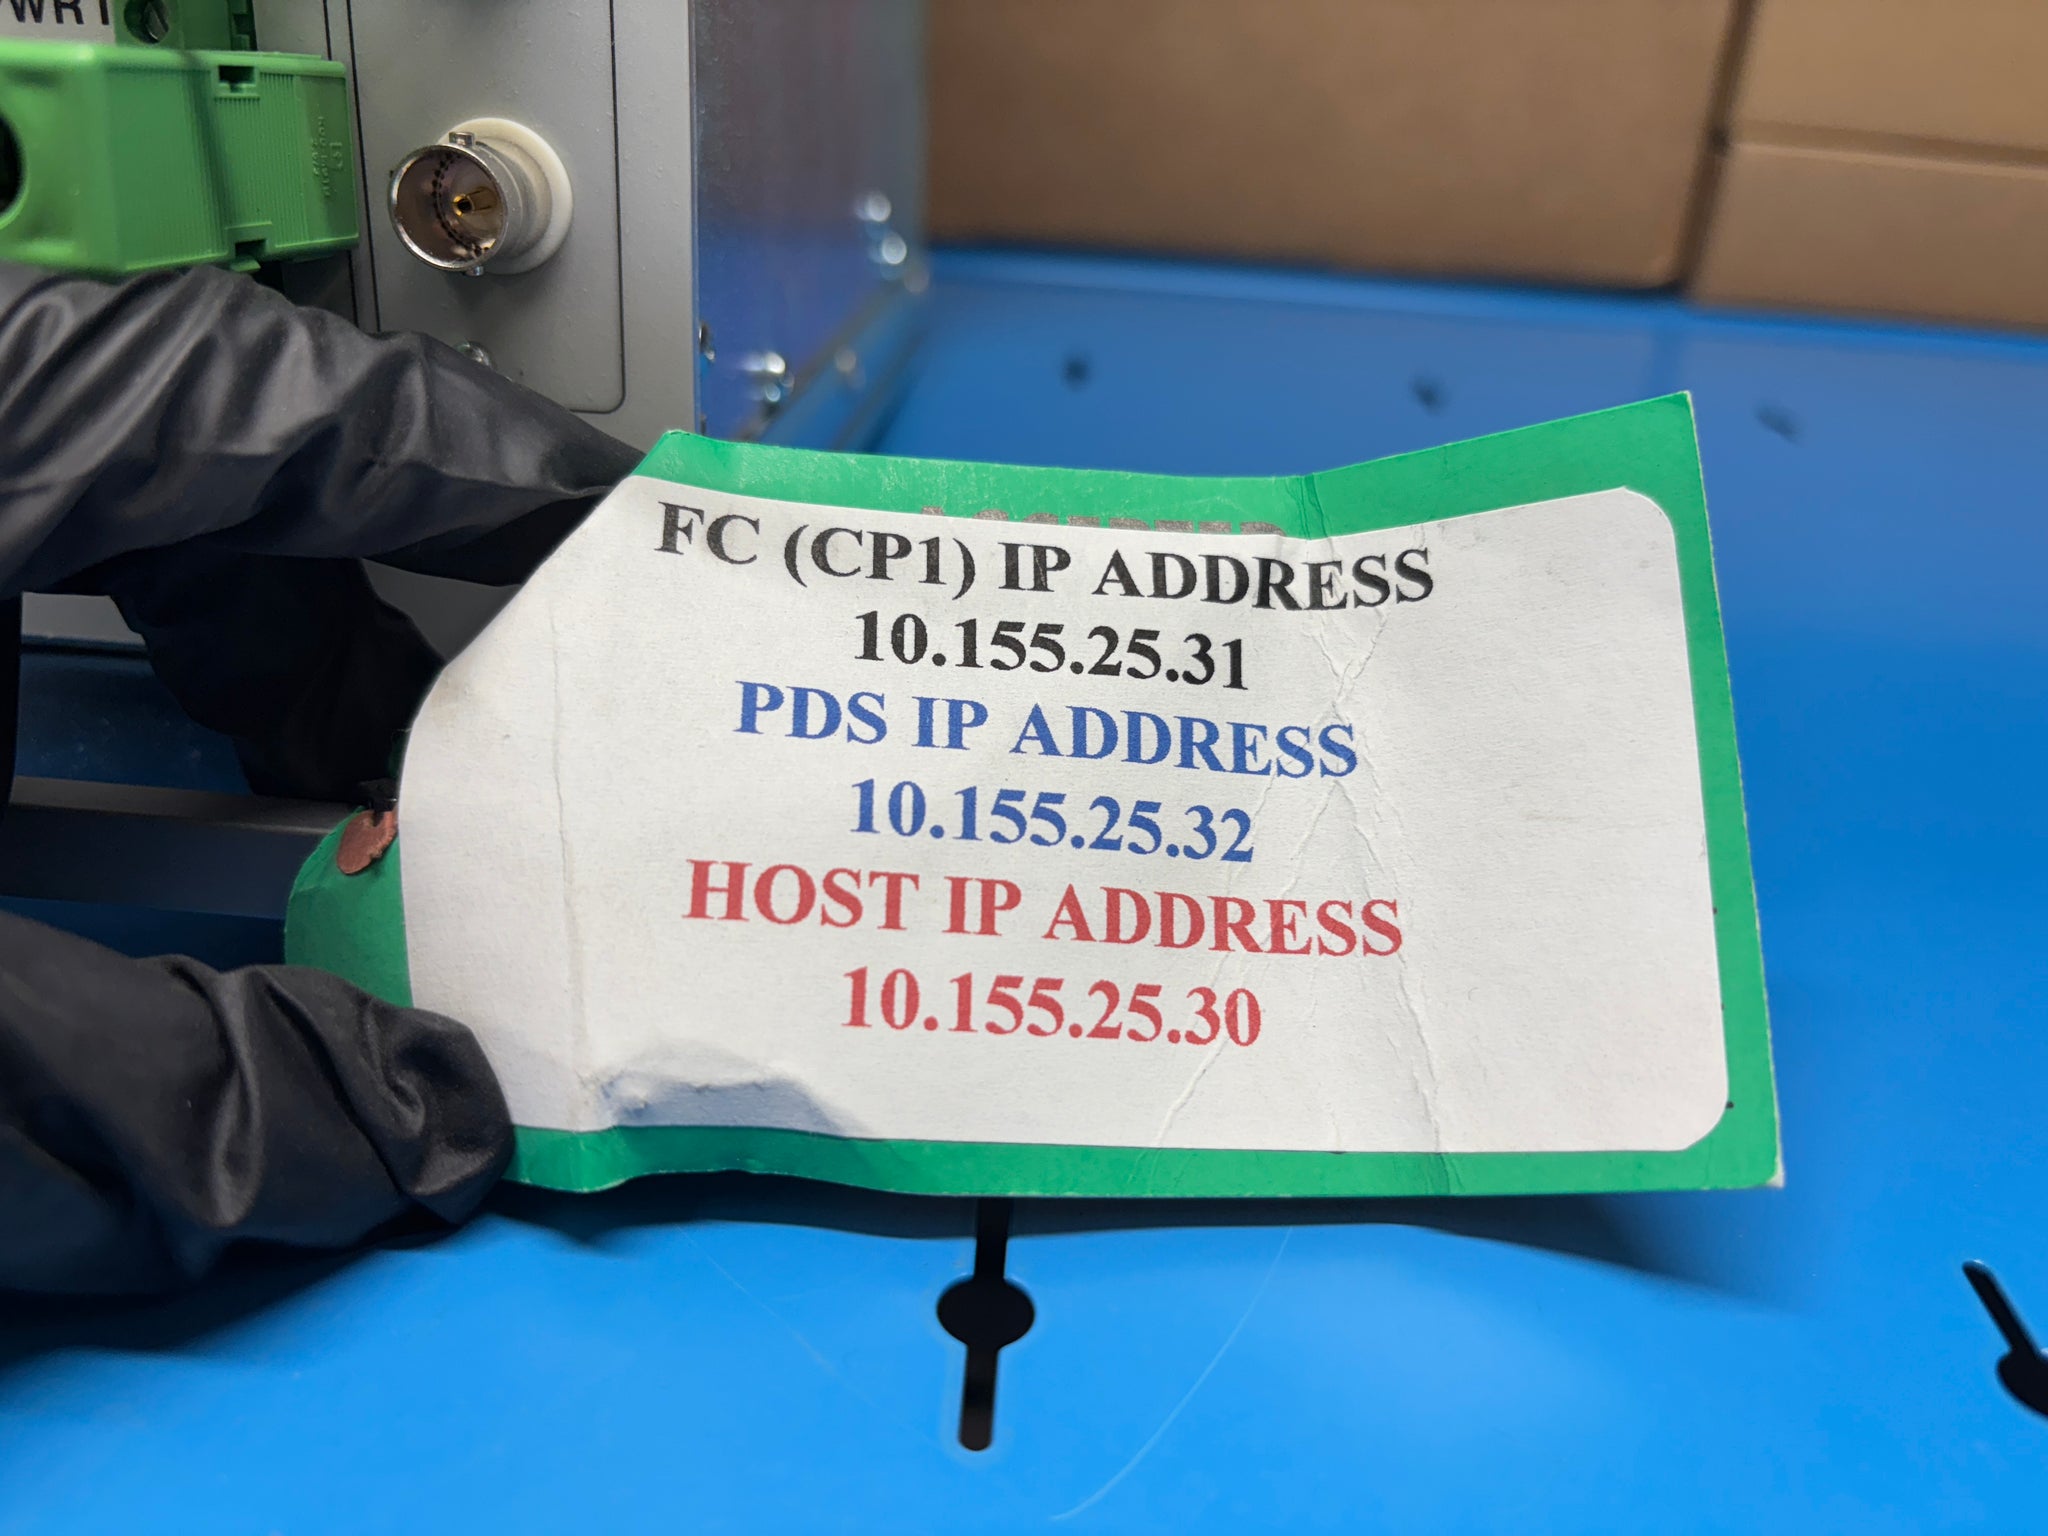 FC (CP1) IP ADDRESS
10.155.25.31
PDS IP ADDRESS
10.155.25.32
HOST IP ADDRESS
10.155.25.30